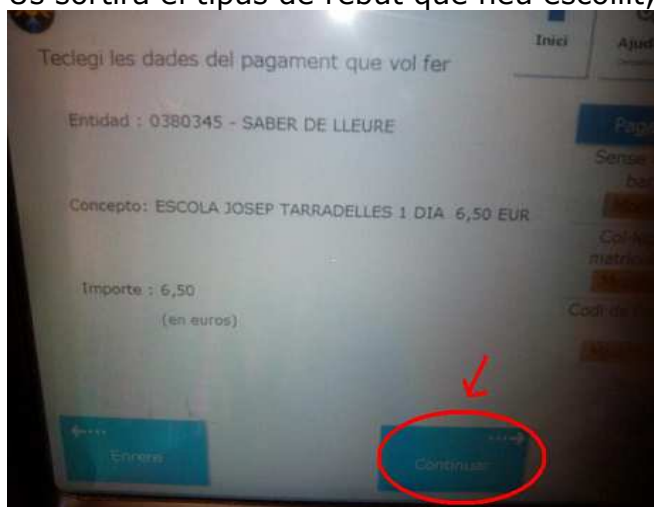 Us sortirà el tipus de rebut que heu escollit,
Inici
Teclegi les dades del pagament que vol fer
Entidad : 0380345 - SABER DE LLEURE
Sense
Concepto: ESCOLA JOSEP TARRADELLES 1 DIA 6,50 EUR
Importe : 6,50
(en euros)
Enrere
Continuar